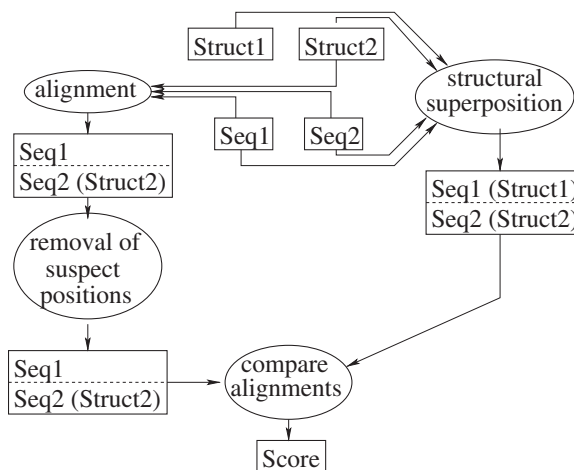 Struct1
Struct2
alignment
structural
superposition
Seq1
Seq2
Seq1
Seq2 (Struct2)
Seq1 (Struct1)
Seq2 (Struct2)
removal of
suspect
positions
Seq1
Seq2 (Struct2)
compare
alignments
Score